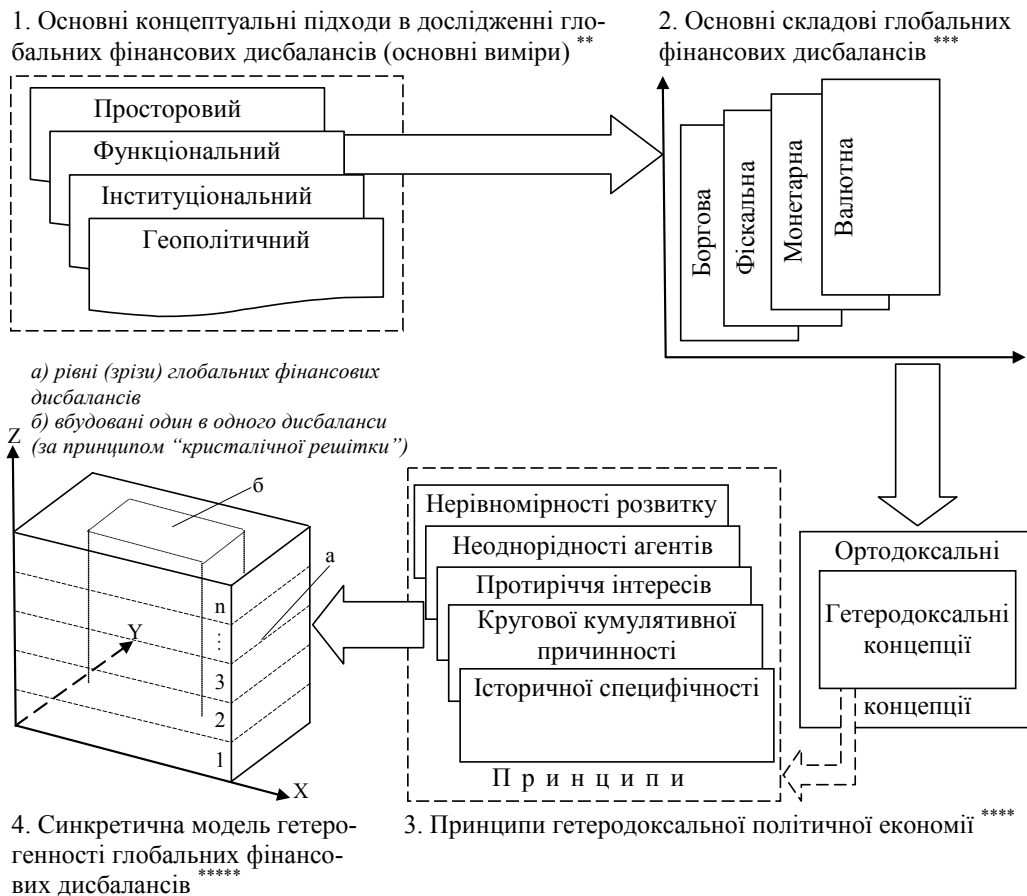 1. Основні концептуальні підходи в дослідженні гло-
бальних фінансових дисбалансів (основні виміри) **
Просторовий
Функціональний
Інституціональний
Геополітичний
2. Основні складові глобальних
фінансових дисбалансів ***
Боргова
Фіскальна
Монетарна
Валютна
а) рівні (зрізи) глобальних фінансових
дисбалансів
б) вбудовані один в одного дисбаланси
(за принципом “кристалічної решітки”)
Z
б
а
n
⋮
Y
3
2
1
X
Нерівномірності розвитку
Неоднорідності агентів
Протиріччя інтересів
Кругової кумулятивної
причинності
Історичної специфічності
Принципи
Ортодоксальні
Гетеродоксальні
концепції
концепції
4. Синкретична модель гетеро-
генності глобальних фінансо-
вих дисбалансів *****
3. Принципи гетеродоксальної політичної економії ****